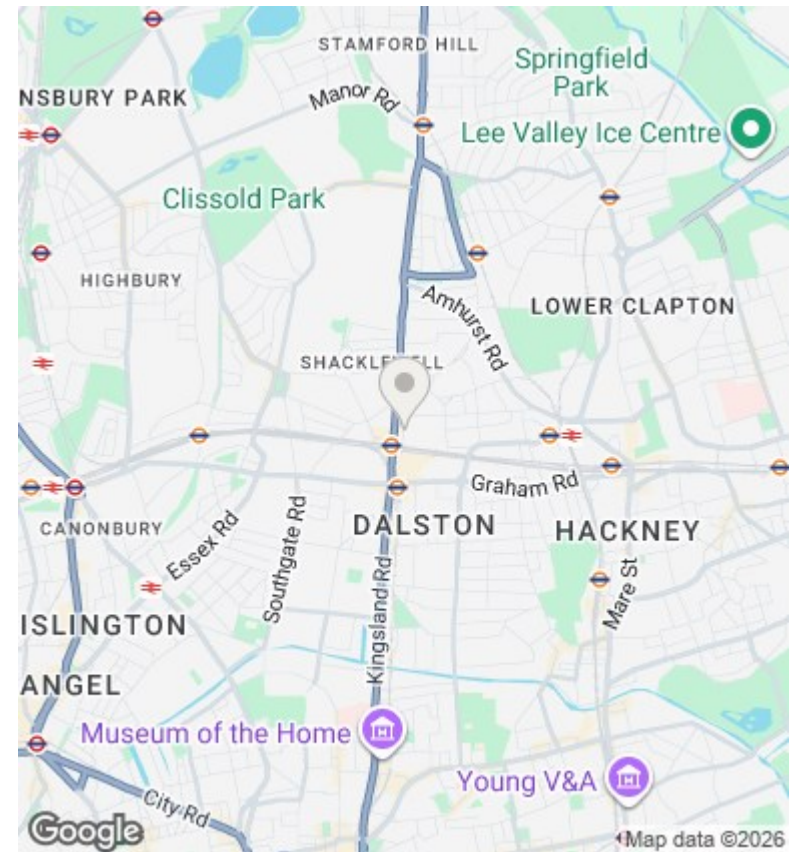 STAMFORD HILL
Springfield
Park
NSBURY PARK
Manor Rd
Lee Valley Ice Centre
Clissold Park
HIGHBURY
Amhurst Rd
LOWER CLAPTON
SHACKLEWELL
Graham Rd
CANONBURY
Essex Rd
Southgate Rd
DALSTON
HACKNEY
Kingsland Rd
Mare St
ISLINGTON
ANGEL
Museum of the Home
Young V&A
City Rd
Google
Map data ©2026